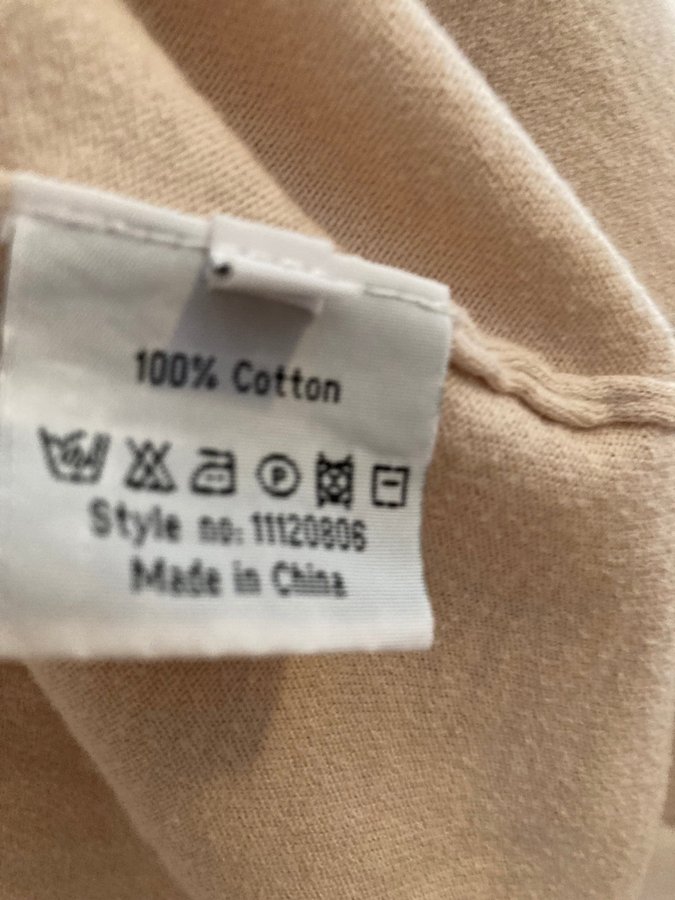 100% Cotton
P
Style no: 11120806
Made in China